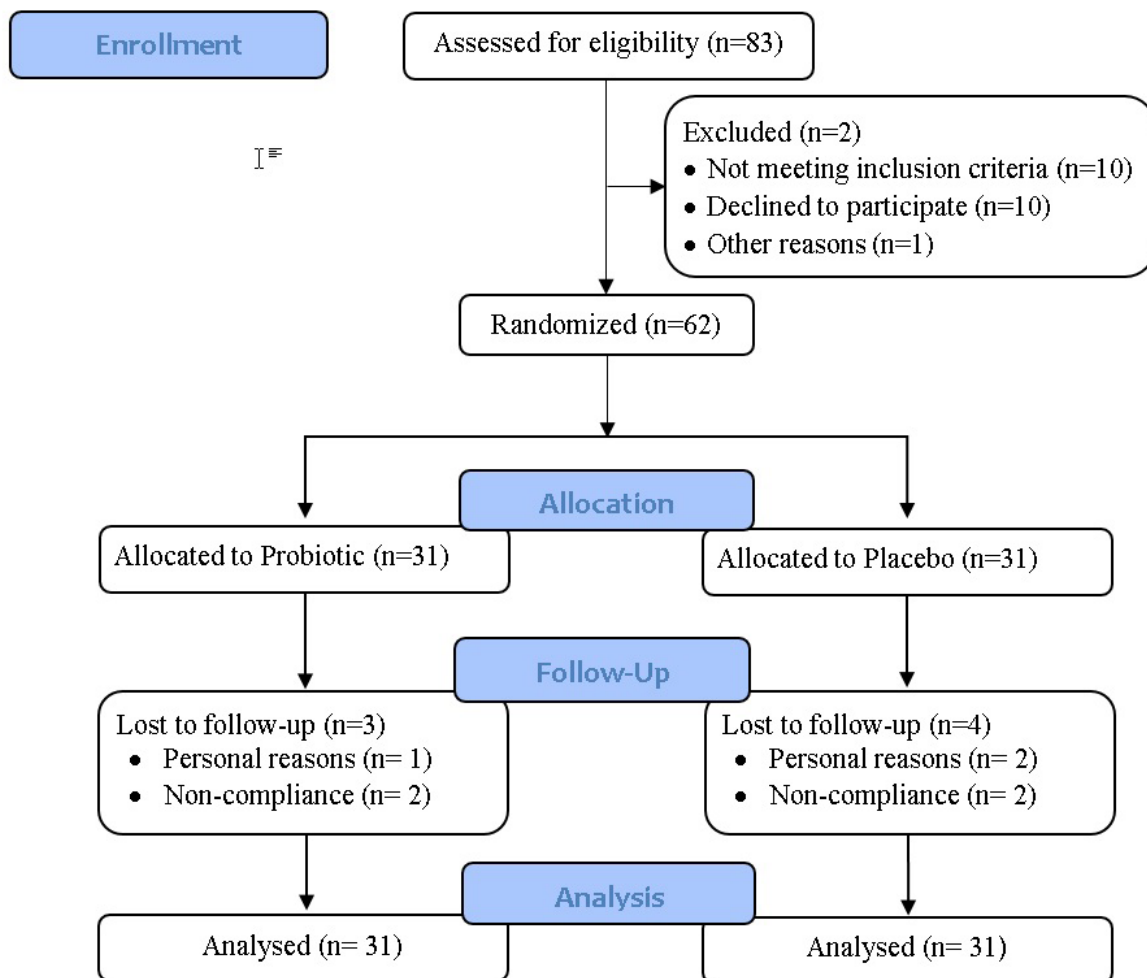 Enrollment
Assessed for eligibility (n=83)
Excluded (n=2)
• Not meeting inclusion criteria (n=10)
• Declined to participate (n=10)
• Other reasons (n=1)
Randomized (n=62)
Allocation
Allocated to Probiotic (n=31)
Allocated to Placebo (n=31)
Follow-Up
Lost to follow-up (n=3)
• Personal reasons (n= 1)
• Non-compliance (n= 2)
Lost to follow-up (n=4)
• Personal reasons (n= 2)
• Non-compliance (n= 2)
Analysis
Analysed (n= 31)
Analysed (n= 31)